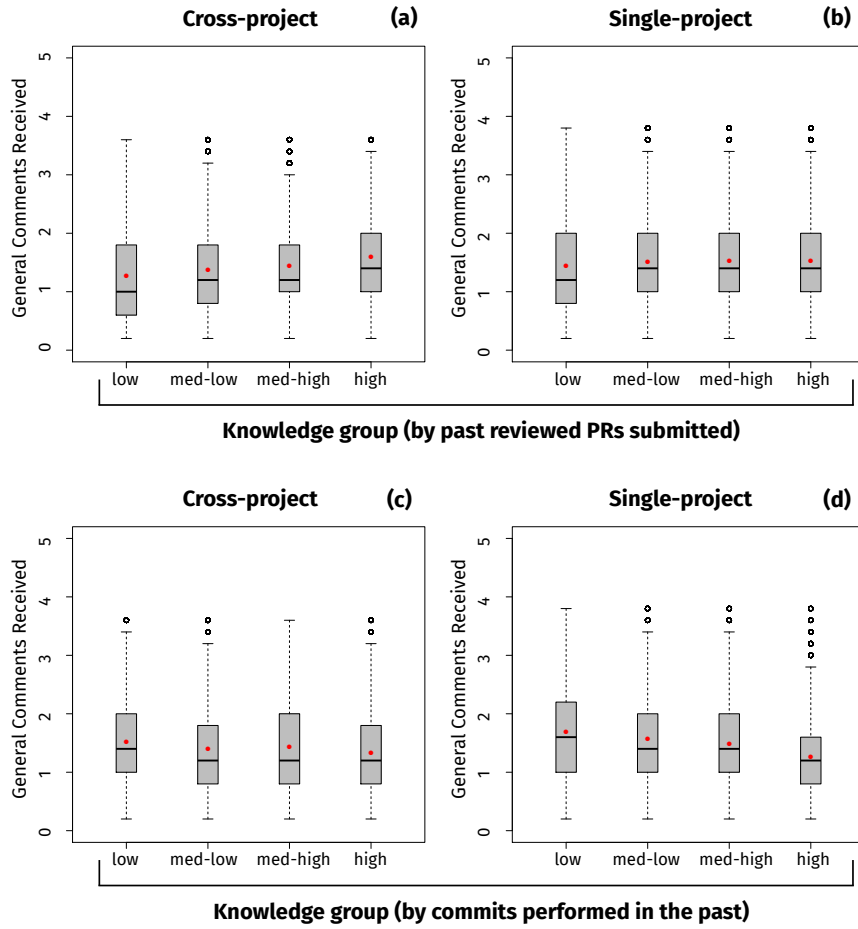 Cross-project (a)
Single-project (b)
General Comments Received
5
4
3
2
1
0
low med-low med-high high
General Comments Received
5
4
3
2
1
0
low med-low med-high high
Knowledge group (by past reviewed PRs submitted)
Cross-project (c)
Single-project (d)
General Comments Received
5
4
3
2
1
0
low med-low med-high high
General Comments Received
5
4
3
2
1
0
low med-low med-high high
Knowledge group (by commits performed in the past)